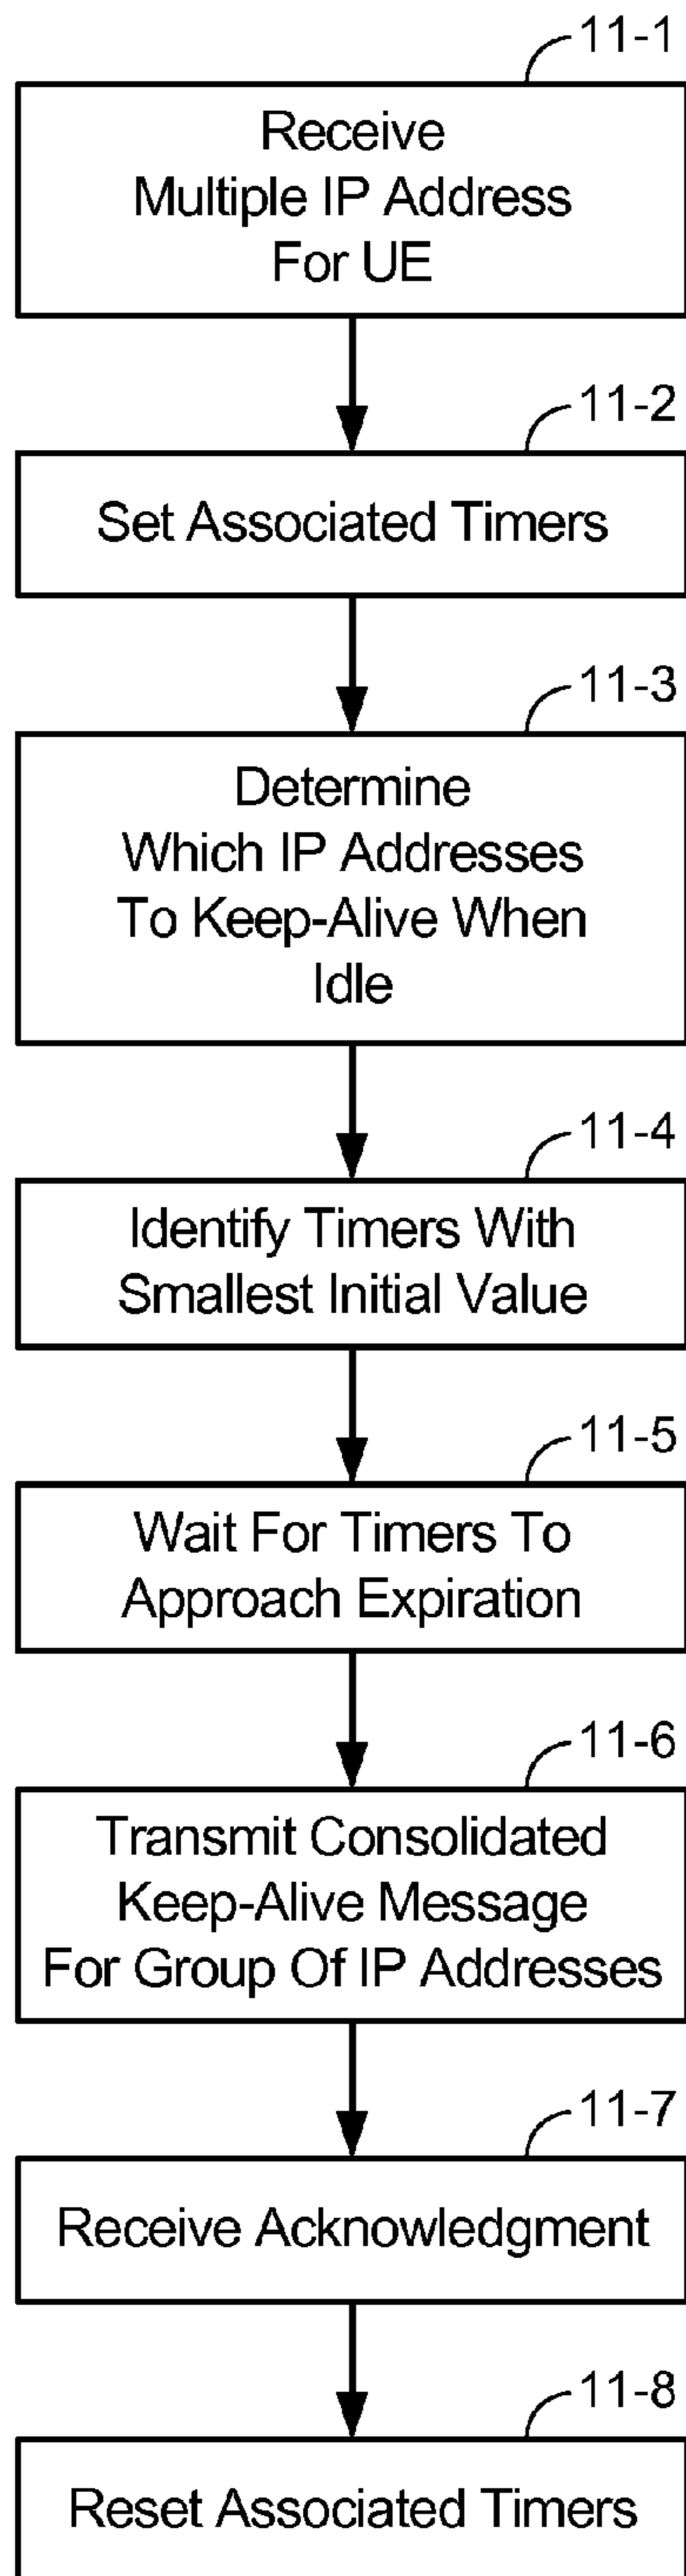 11-1
Receive
Multiple IP Address
For UE
11-2
Set Associated Timers
11-3
Determine
Which IP Addresses
To Keep-Alive When
Idle
11-4
Identify Timers With
Smallest Initial Value
11-5
Wait For Timers To
Approach Expiration
11-6
Transmit Consolidated
Keep-Alive Message
For Group Of IP Addresses
11-7
Receive Acknowledgment
11-8
Reset Associated Timers